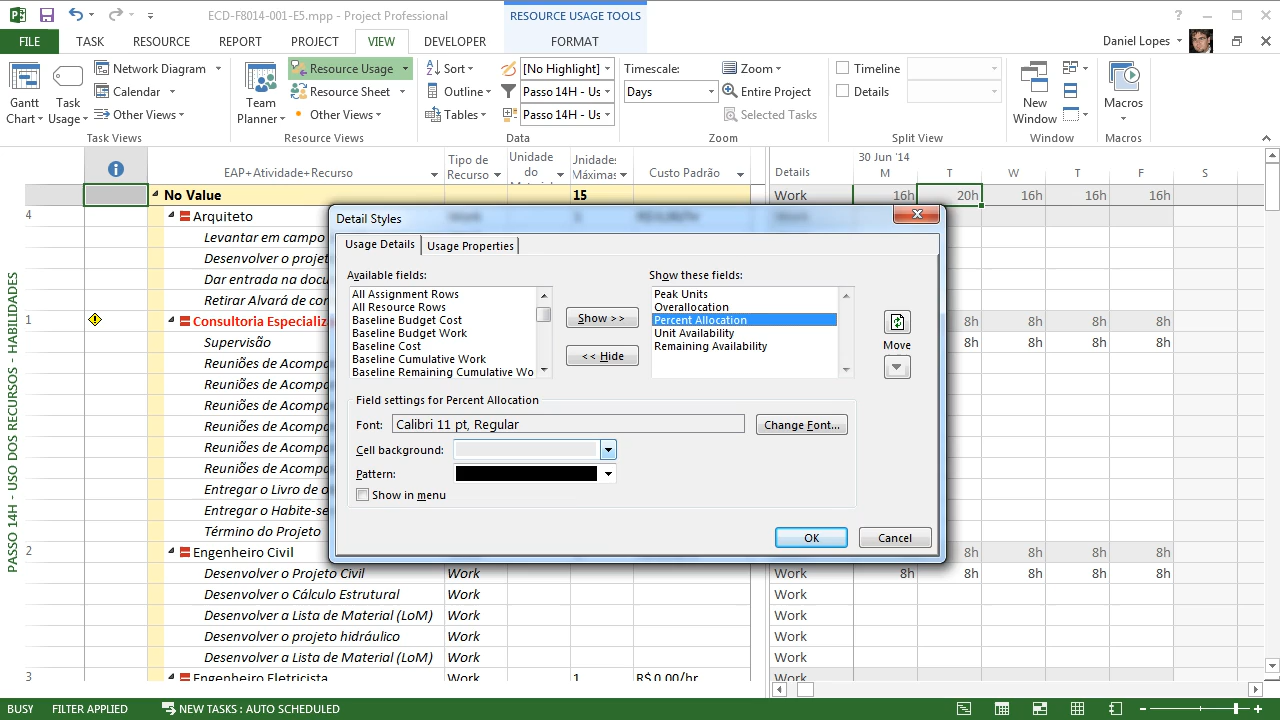 ECD-F8014-001-E5.mpp - Project Professional
RESOURCE USAGE TOOLS
FILE TASK RESOURCE REPORT PROJECT VIEW DEVELOPER FORMAT
Daniel Lopes
Gantt Chart
Task Usage
Network Diagram
Calendar
Other Views
Task Views
Team Planner
Resource Usage
Resource Sheet
Other Views
Resource Views
Sort
Outline
Tables
[No Highlight]
Passo 14H - Us
Passo 14H - Us
Data
Timescale:
Days
Zoom
Entire Project
Selected Tasks
Zoom
Timeline
Details
Split View
New Window
Window
Macros
Macros
EAP+Atividade+Recurso
Tipo de Recurso
Unidade do
Custo Padrão
Details
30 Jun '14
M T W T F S
No Value 15 Work 16h 20h 16h 16h 16h
4 Arquiteto
Levantar em campo
Desenvolver o projet
Dar entrada na docu
Retirar Alvará de con
1 Consultoria Especializ 8h 8h 8h 8h
Supervisão 8h 8h 8h 8h
Reuniões de Acompa
Reuniões de Acompa
Reuniões de Acompa
Reuniões de Acompa
Reuniões de Acompa
Reuniões de Acompa
Entregar o Livro de o
Entregar o Habite-se
Término do Projeto
2 Engenheiro Civil 8h 8h 8h 8h
Desenvolver o Projeto Civil Work Work 8h 8h 8h 8h 8h
Desenvolver o Cálculo Estrutural Work Work
Desenvolver a Lista de Material (LoM) Work Work
Desenvolver o projeto hidráulico Work Work
Desenvolver a Lista de Material (LoM) Work Work
3 Engenheiro Eletricista Work 1 R$ 0,00/hr Work
PASSO 14H - USO DOS RECURSOS - HABILIDADES
Detail Styles
Usage Details
Usage Properties
Available fields:
All Assignment Rows
All Resource Rows
Baseline Budget Cost
Baseline Budget Work
Baseline Cost
Baseline Cumulative Work
Baseline Remaining Cumulative Wo
Show >>
<< Hide
Show these fields:
Peak Units
Overallocation
Percent Allocation
Unit Availability
Remaining Availability
Move
Field settings for Percent Allocation
Font: Calibri 11 pt, Regular
Change Font...
Cell background:
Pattern:
Show in menu
OK
Cancel
BUSY FILTER APPLIED NEW TASKS : AUTO SCHEDULED